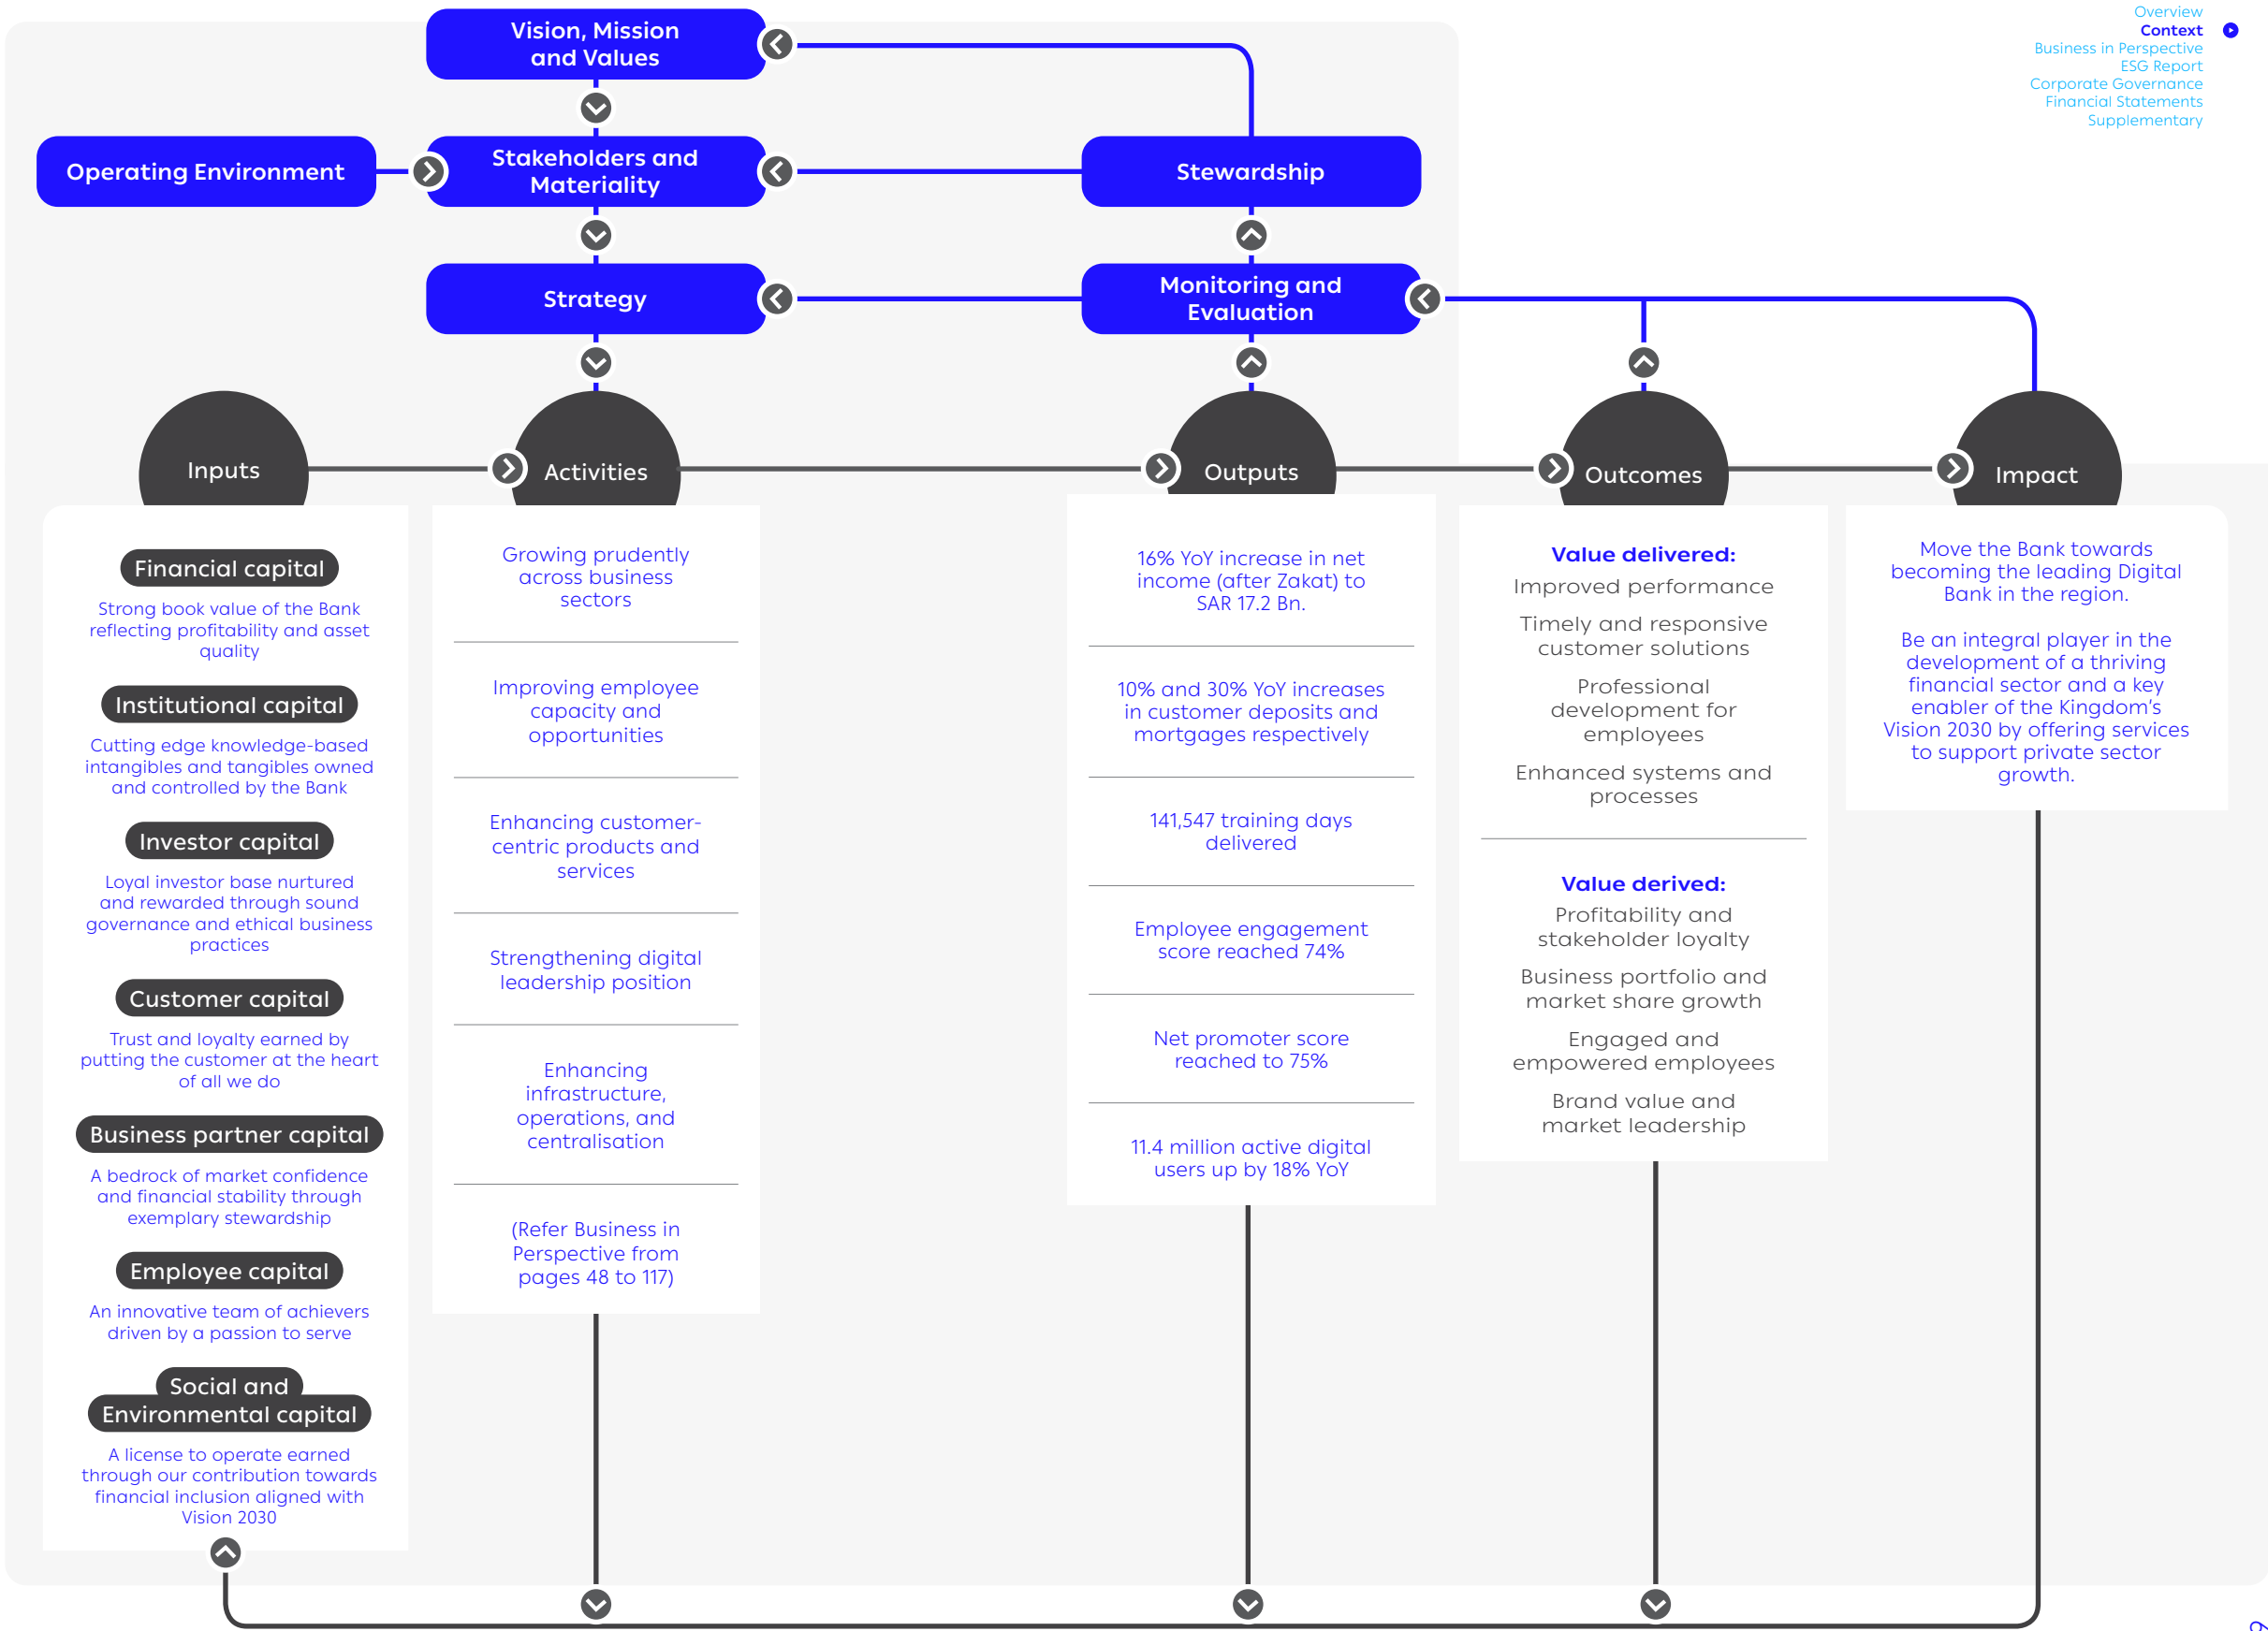 Overview
Context
Business in Perspective
ESG Report
Corporate Governance
Financial Statements
Supplementary
Vision, Mission
and Values
Operating Environment
Stakeholders and
Materiality
Stewardship
Strategy
Monitoring and
Evaluation
Inputs
Activities
Outputs
Outcomes
Impact
Financial capital
Strong book value of the Bank
reflecting profitability and asset
quality
Institutional capital
Cutting edge knowledge-based
intangibles and tangibles owned
and controlled by the Bank
Investor capital
Loyal investor base nurtured
and rewarded through sound
governance and ethical business
practices
Customer capital
Trust and loyalty earned by
putting the customer at the heart
of all we do
Business partner capital
A bedrock of market confidence
and financial stability through
exemplary stewardship
Employee capital
An innovative team of achievers
driven by a passion to serve
Social and
Environmental capital
A license to operate earned
through our contribution towards
financial inclusion aligned with
Vision 2030
Growing prudently
across business
sectors
Improving employee
capacity and
opportunities
Enhancing customer-
centric products and
services
Strengthening digital
leadership position
Enhancing
infrastructure,
operations, and
centralisation
(Refer Business in
Perspective from
pages 48 to 117)
16% YoY increase in net
income (after Zakat) to
SAR 17.2 Bn.
10% and 30% YoY increases
in customer deposits and
mortgages respectively
141,547 training days
delivered
Employee engagement
score reached 74%
Net promoter score
reached to 75%
11.4 million active digital
users up by 18% YoY
Value delivered:
Improved performance
Timely and responsive
customer solutions
Professional
development for
employees
Enhanced systems and
processes
Value derived:
Profitability and
stakeholder loyalty
Business portfolio and
market share growth
Engaged and
empowered employees
Brand value and
market leadership
Move the Bank towards
becoming the leading Digital
Bank in the region.
Be an integral player in the
development of a thriving
financial sector and a key
enabler of the Kingdom's
Vision 2030 by offering services
to support private sector
growth.